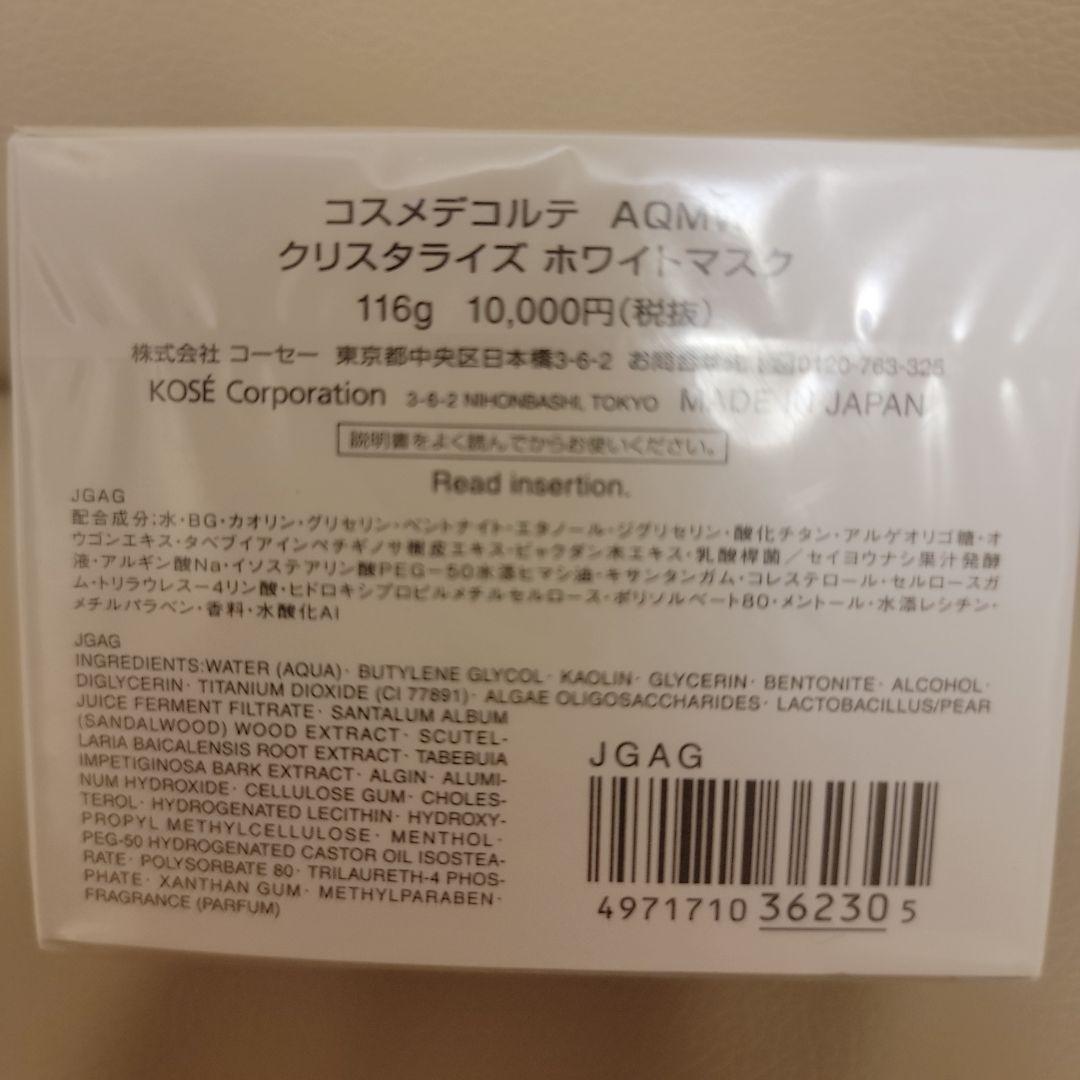 コスメデコルテ AQMW
クリスタライズ ホワイトマスク
116g 10,000円(税抜)
株式会社 コーセー 東京都中央区日本橋3-6-2 お問合せ先 0120-763-325
KOSÉ Corporation 3-6-2 NIHONBASHI, TOKYO MADE IN JAPAN
説明書をよく読んでからお使いください。
Read insertion.
JGAG
配合成分:水・BG・カオリン・グリセリン・ベントナイト・エタノール・ジグリセリン・酸化チタン・アルゲオリゴ糖・オ
ウゴンエキス・タベブイアインペチギノサ樹皮エキス・ビャクダン木エキス・乳酸桿菌/セイヨウナシ果汁発酵
液・アルギン酸Na・イソステアリン酸PEG-50水添ヒマシ油・キサンタンガム・コレステロール・セルロースガ
ム・トリラウレス-4リン酸・ヒドロキシプロピルメチルセルロース・ポリソルベート80・メントール・水添レシチン・
メチルパラベン・香料・水酸化Al
JGAG
INGREDIENTS:WATER (AQUA)· BUTYLENE GLYCOL· KAOLIN· GLYCERIN· BENTONITE· ALCOHOL·
DIGLYCERIN· TITANIUM DIOXIDE (CI 77891)· ALGAE OLIGOSACCHARIDES· LACTOBACILLUS/PEAR
JUICE FERMENT FILTRATE· SANTALUM ALBUM
(SANDALWOOD) WOOD EXTRACT· SCUTEL-
LARIA BAICALENSIS ROOT EXTRACT· TABEBUIA
IMPETIGINOSA BARK EXTRACT· ALGIN· ALUMI-
NUM HYDROXIDE· CELLULOSE GUM· CHOLES-
TEROL· HYDROGENATED LECITHIN· HYDROXY-
PROPYL METHYLCELLULOSE· MENTHOL·
PEG-50 HYDROGENATED CASTOR OIL ISOSTEA-
RATE· POLYSORBATE 80· TRILAURETH-4 PHOS-
PHATE· XANTHAN GUM· METHYLPARABEN·
FRAGRANCE (PARFUM)
JGAG
4971710 36230 5